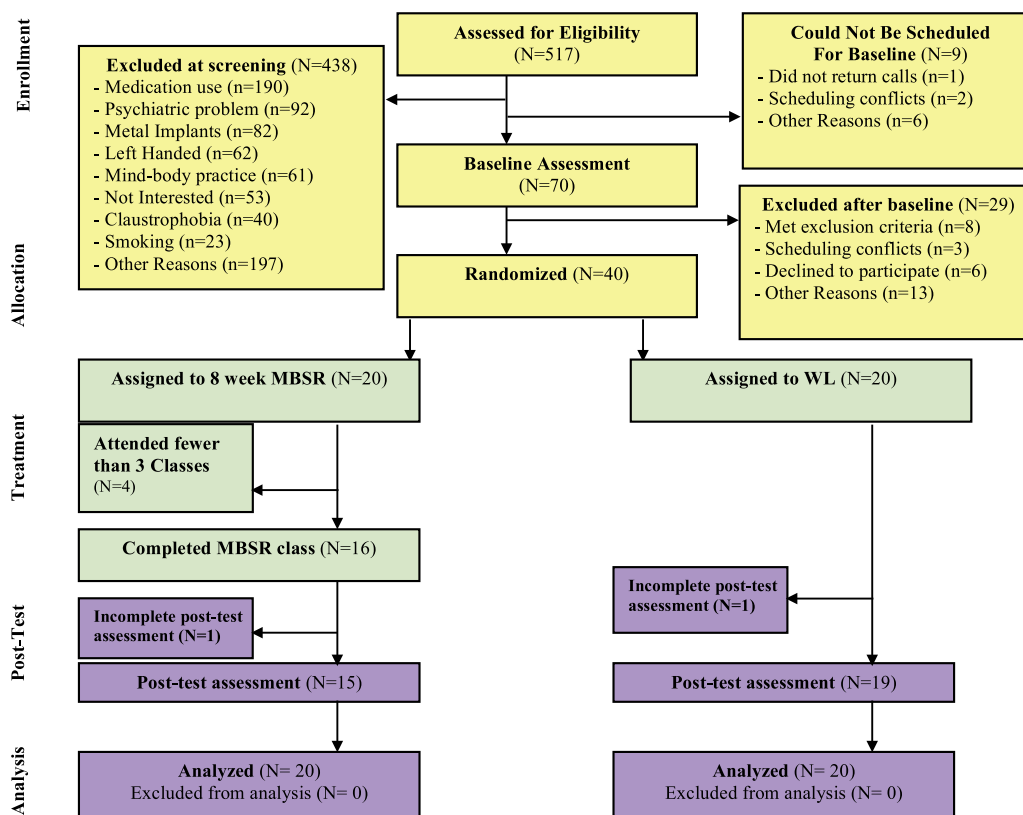 Enrollment
Assessed for Eligibility
(N=517)
Could Not Be Scheduled
For Baseline (N=9)
- Did not return calls (n=1)
- Scheduling conflicts (n=2)
- Other Reasons (n=6)
Excluded at screening (N=438)
- Medication use (n=190)
- Psychiatric problem (n=92)
- Metal Implants (n=82)
- Left Handed (n=62)
- Mind-body practice (n=61)
- Not Interested (n=53)
- Claustrophobia (n=40)
- Smoking (n=23)
- Other Reasons (n=197)
Baseline Assessment
(N=70)
Excluded after baseline (N=29)
- Met exclusion criteria (n=8)
- Scheduling conflicts (n=3)
- Declined to participate (n=6)
- Other Reasons (n=13)
Allocation
Randomized (N=40)
Assigned to 8 week MBSR (N=20)
Assigned to WL (N=20)
Treatment
Attended fewer
than 3 Classes
(N=4)
Completed MBSR class (N=16)
Post-Test
Incomplete post-test
assessment (N=1)
Incomplete post-test
assessment (N=1)
Post-test assessment (N=15)
Post-test assessment (N=19)
Analysis
Analyzed (N= 20)
Excluded from analysis (N= 0)
Analyzed (N= 20)
Excluded from analysis (N= 0)